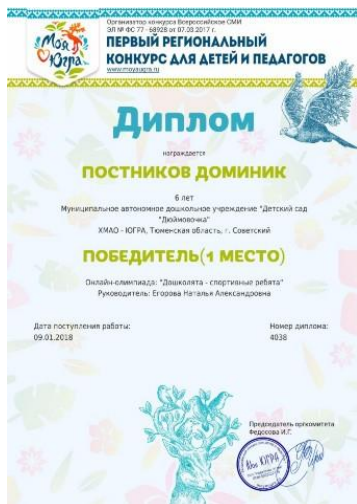 Организатор конкурса Всероссийское СМИ
ЭЛ № ФС 77 - 68928 от 07.03.2017 г.
Моя Югра
ПЕРВЫЙ РЕГИОНАЛЬНЫЙ
КОНКУРС ДЛЯ ДЕТЕЙ И ПЕДАГОГОВ
www.moyaugra.ru
Диплом
награждается
ПОСТНИКОВ ДОМИНИК
6 лет
Муниципальное автономное дошкольное учреждение "Детский сад
"Дюймовочка"
ХМАО - ЮГРА, Тюменская область, г. Советский
ПОБЕДИТЕЛЬ(1 МЕСТО)
Онлайн-олимпиада: "Дошколята - спортивные ребята"
Руководитель: Егорова Наталья Александровна
Дата поступления работы:
09.01.2018
Номер диплома:
4038
Председатель оргкомитета
Федосова И.Г.
Моя ЮГРА